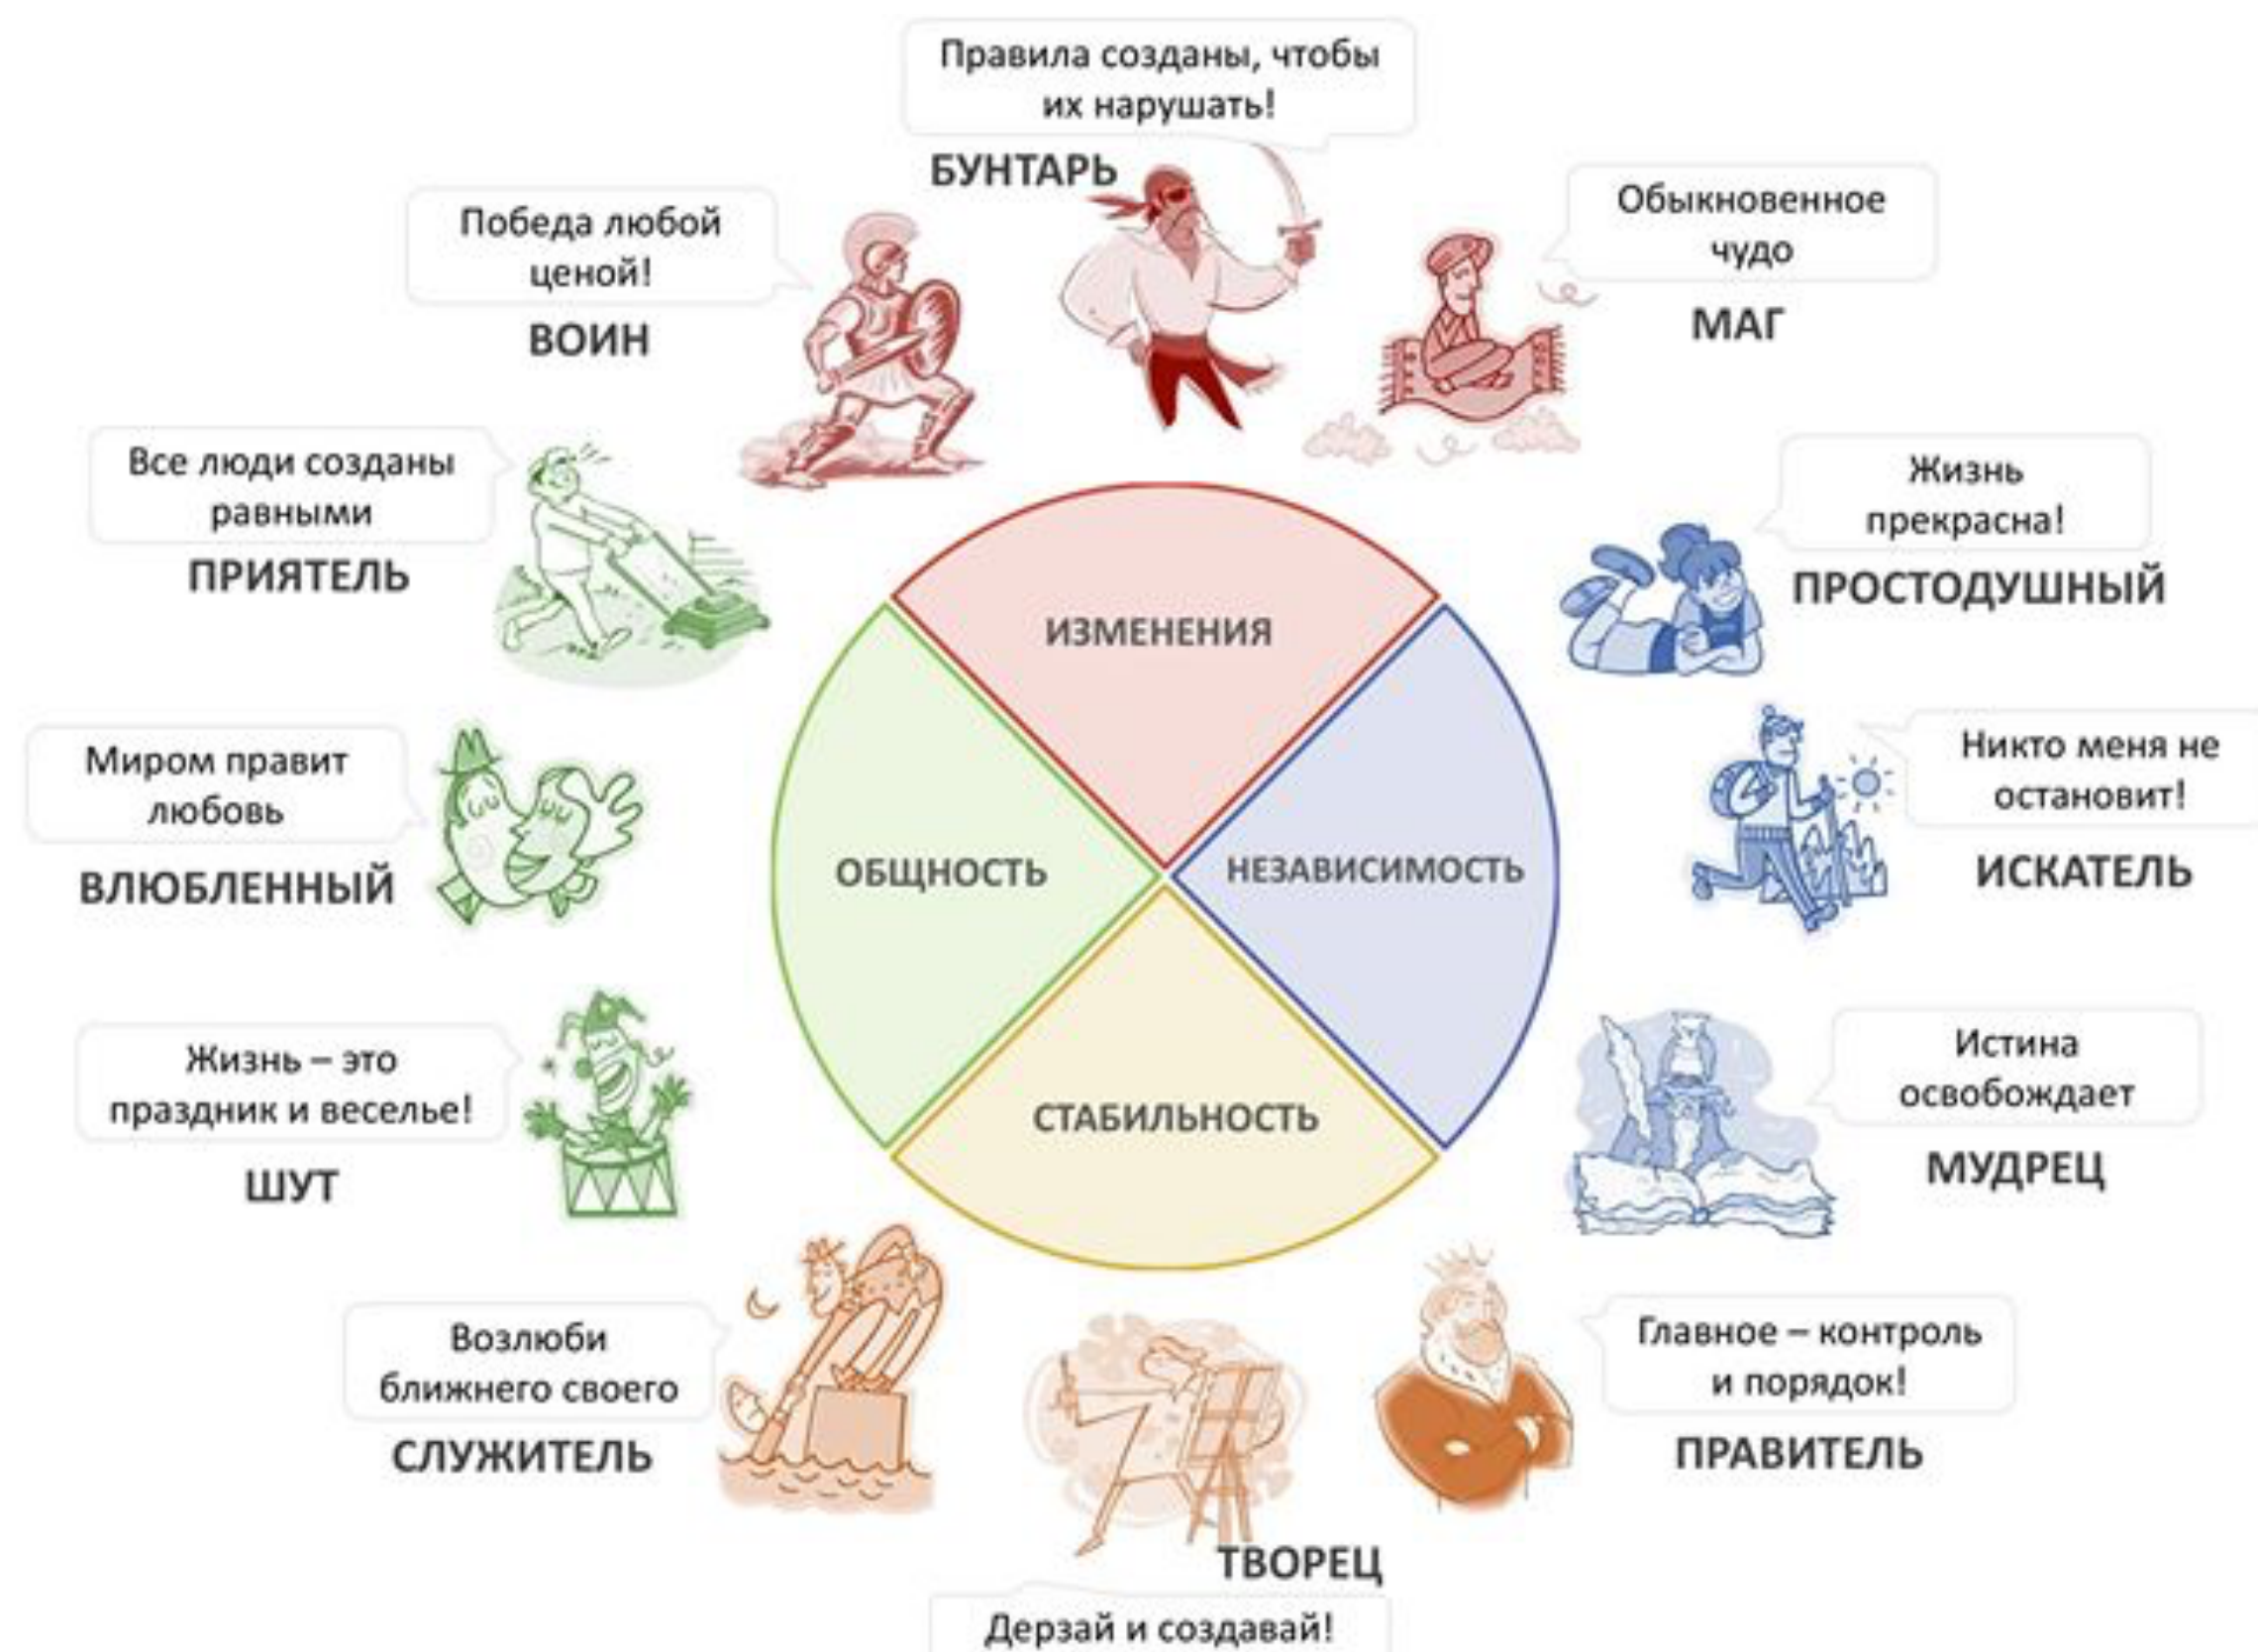 Правила созданы, чтобы
их нарушать!
БУНТАРЬ
Победа любой
ценой!
ВОИН
Обыкновенное
чудо
МАГ
Все люди созданы
равными
ПРИЯТЕЛЬ
Жизнь
прекрасна!
ПРОСТОДУШНЫЙ
ИЗМЕНЕНИЯ
Миром правит
любовь
ВЛЮБЛЕННЫЙ
ОБЩНОСТЬ
НЕЗАВИСИМОСТЬ
Никто меня не
остановит!
ИСКАТЕЛЬ
Жизнь – это
праздник и веселье!
ШУТ
СТАБИЛЬНОСТЬ
Истина
освобождает
МУДРЕЦ
Возлюби
ближнего своего
СЛУЖИТЕЛЬ
Главное – контроль
и порядок!
ПРАВИТЕЛЬ
ТВОРЕЦ
Дерзай и создавай!